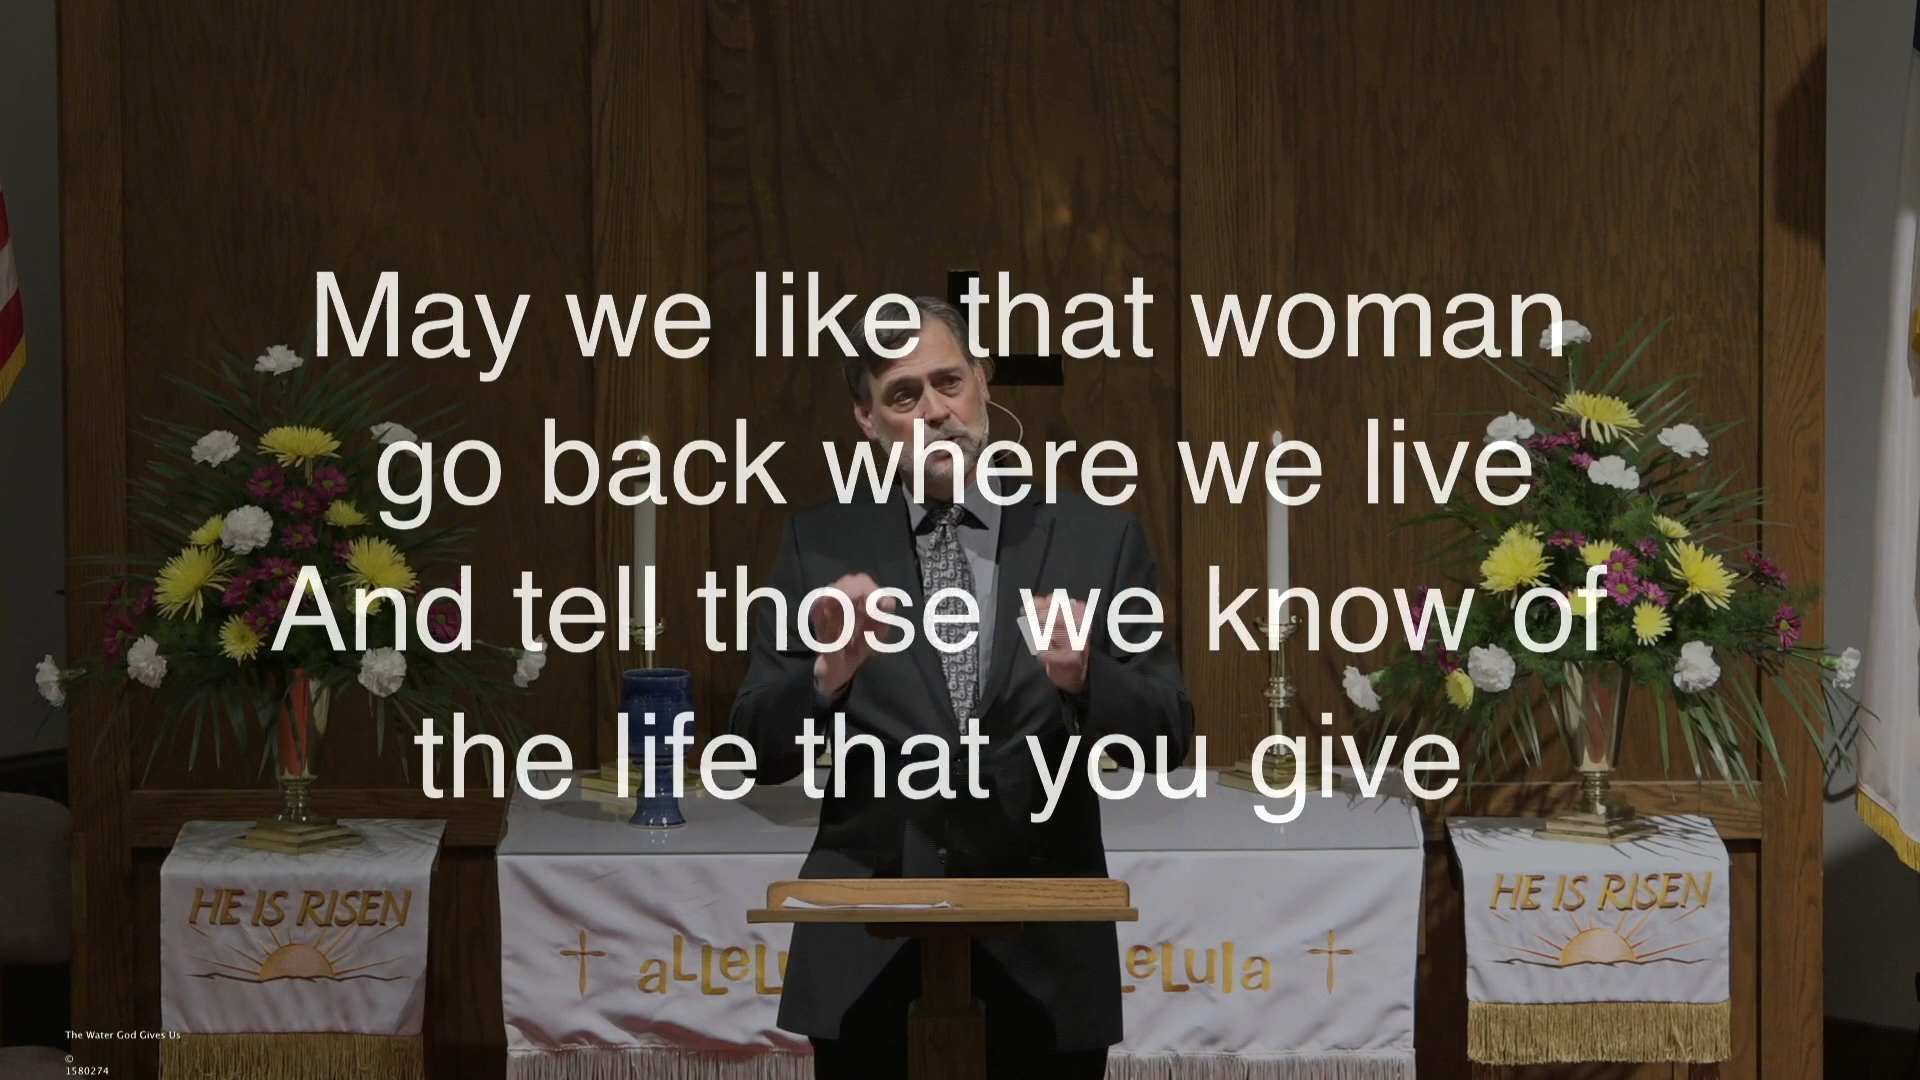 May we like that woman
go back where we live
And tell those we know of
the life that you give
HE IS RISEN
HE IS RISEN
aLLeLu
eLuIa
The Water God Gives Us
©
1580274